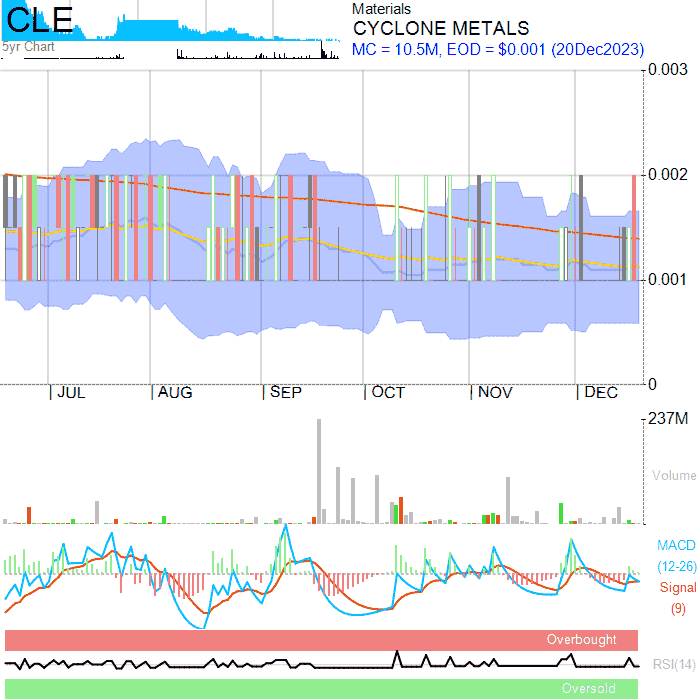 CLE
5yr Chart
Materials
CYCLONE METALS
MC = 10.5M, EOD = $0.001 (20Dec2023)
0.003
0.002
0.001
0
JUL AUG SEP OCT NOV DEC
237M
Volume
MACD
(12-26)
Signal
(9)
Overbought
RSI(14)
Oversold